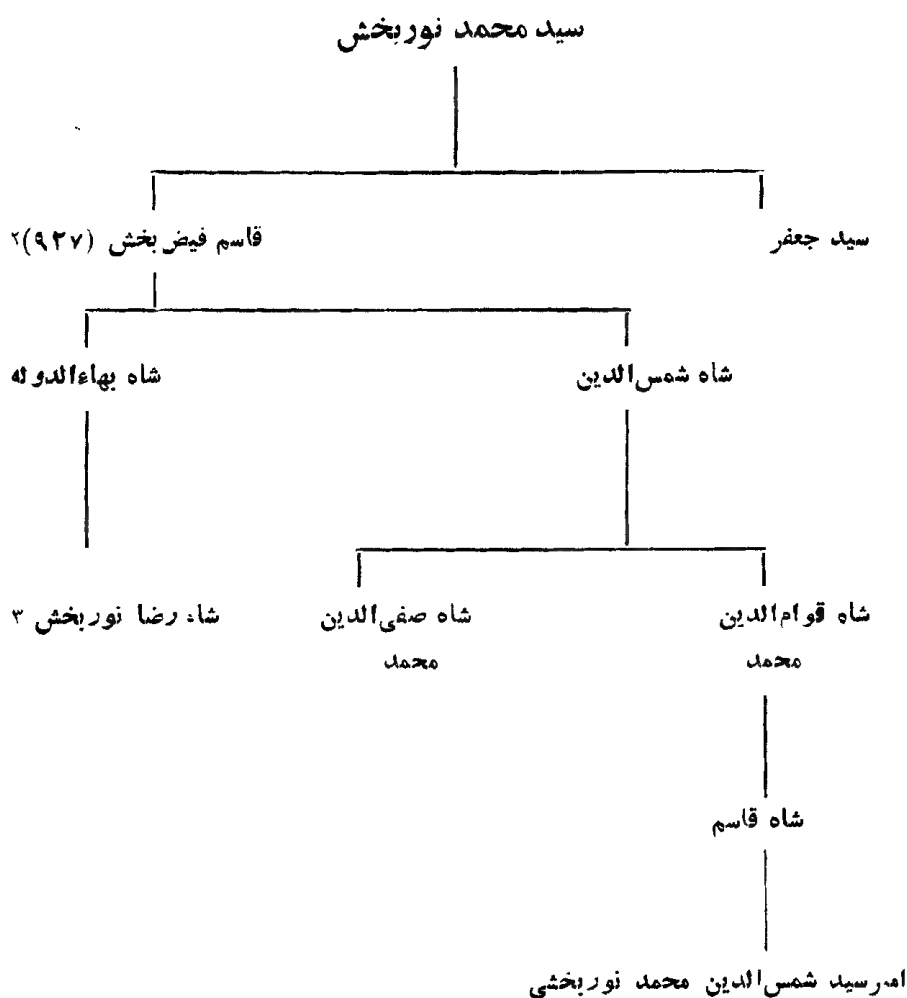 سید محمد نوربخش
سید جعفر
قاسم فیض بخش (۹۲۷)۲
شاه شمس‌الدین
شاه بهاءالدوله
شاه قوام‌الدین
محمد
شاه صفی‌الدین
محمد
شاه رضا نوربخش ۳
شاه قاسم
امیرسید شمس‌الدین محمد نوربخشی